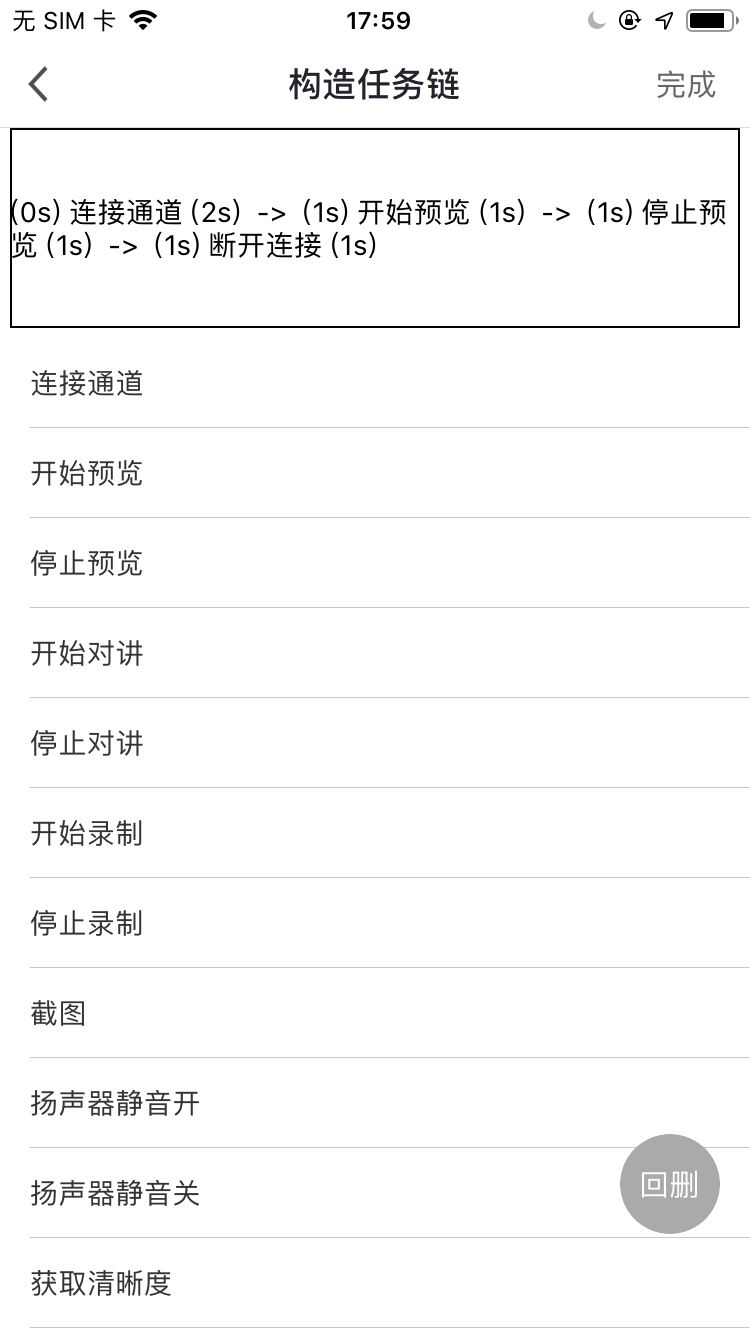 无 SIM 卡
17:59
构造任务链
完成
(0s) 连接通道 (2s)  ->  (1s) 开始预览 (1s)  ->  (1s) 停止预
览 (1s)  ->  (1s) 断开连接 (1s)
连接通道
开始预览
停止预览
开始对讲
停止对讲
开始录制
停止录制
截图
扬声器静音开
扬声器静音关
回删
获取清晰度